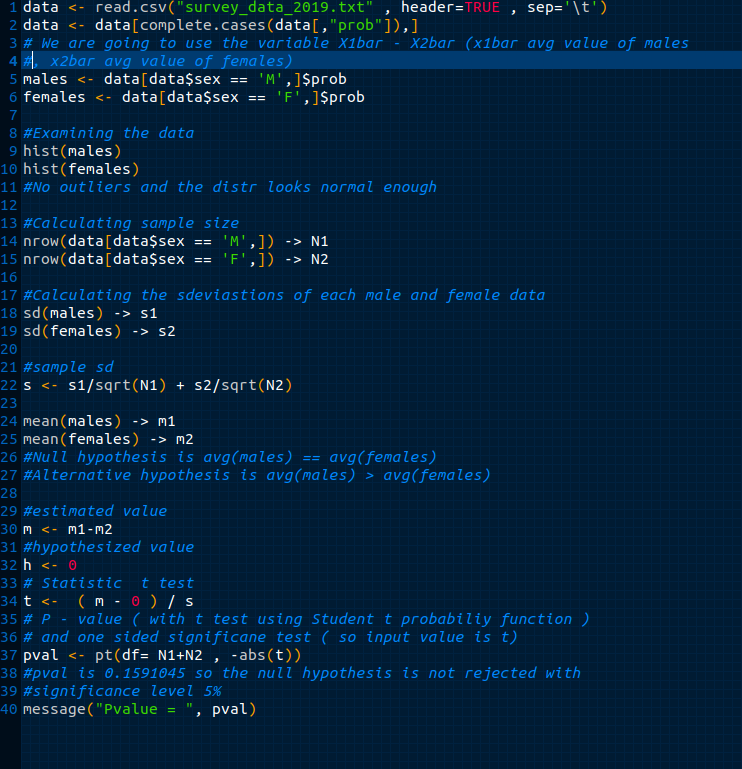 1 data <- read.csv("survey_data_2019.txt" , header=TRUE , sep='\t')
2 data <- data[complete.cases(data[,"prob"]),]
3 # We are going to use the variable X1bar - X2bar (x1bar avg value of males
4 #, x2bar avg value of females)
5 males <- data[data$sex == 'M',]$prob
6 females <- data[data$sex == 'F',]$prob
7
8 #Examining the data
9 hist(males)
10 hist(females)
11 #No outliers and the distr looks normal enough
12
13 #Calculating sample size
14 nrow(data[data$sex == 'M',]) -> N1
15 nrow(data[data$sex == 'F',]) -> N2
16
17 #Calculating the sdeviastions of each male and female data
18 sd(males) -> s1
19 sd(females) -> s2
20
21 #sample sd
22 s <- s1/sqrt(N1) + s2/sqrt(N2)
23
24 mean(males) -> m1
25 mean(females) -> m2
26 #Null hypothesis is avg(males) == avg(females)
27 #Alternative hypothesis is avg(males) > avg(females)
28
29 #estimated value
30 m <- m1-m2
31 #hypothesized value
32 h <- 0
33 # Statistic  t test
34 t <-  ( m - 0 ) / s
35 # P - value ( with t test using Student t probabiliy function )
36 # and one sided significane test ( so input value is t)
37 pval <- pt(df= N1+N2 , -abs(t))
38 #pval is 0.1591045 so the null hypothesis is not rejected with
39 #significance level 5%
40 message("Pvalue = ", pval)